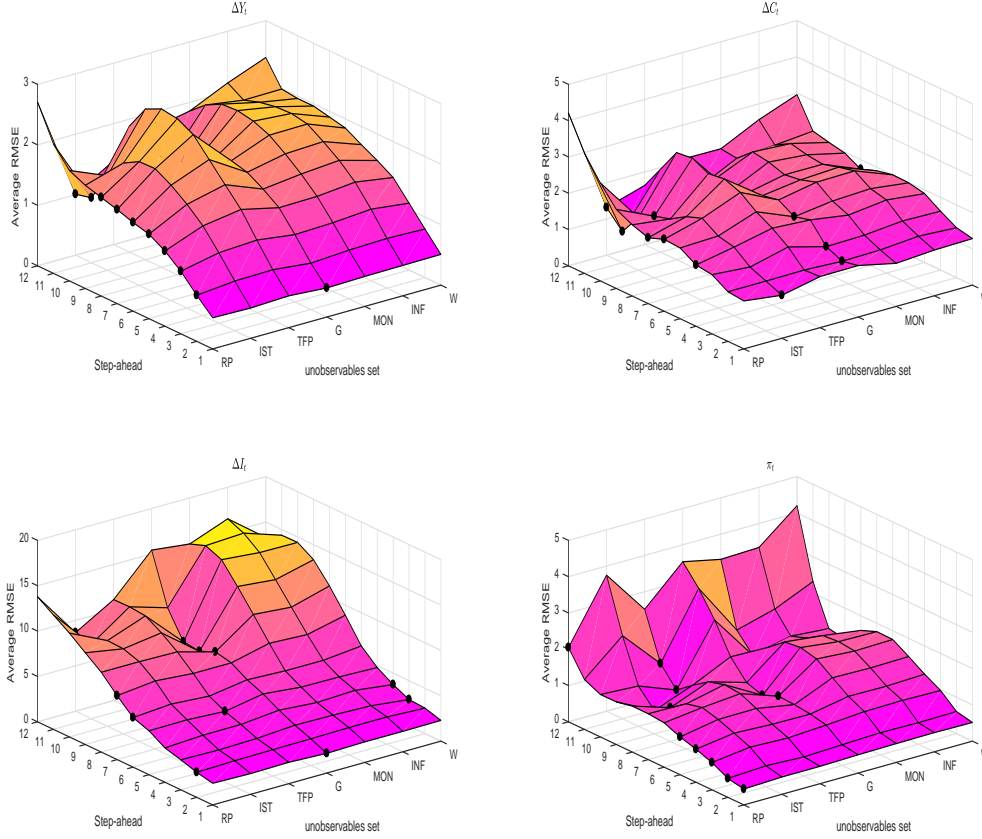 ΔY_t
ΔC_t
3
2
1
0
Average RMSE
12
11
10
9
8
7
6
5
4
3
2
1
Step-ahead
RP
IST
TFP
G
MON
INF
W
unobservables set
5
4
3
2
1
0
Average RMSE
12
11
10
9
8
7
6
5
4
3
2
1
Step-ahead
RP
IST
TFP
G
MON
INF
unobservables set
ΔI_t
π_t
20
15
10
5
0
Average RMSE
12
11
10
9
8
7
6
5
4
3
2
1
Step-ahead
RP
IST
TFP
G
MON
INF
W
unobservables set
5
4
3
2
1
0
Average RMSE
12
11
10
9
8
7
6
5
4
3
2
1
Step-ahead
RP
IST
TFP
G
MON
INF
unobservables set